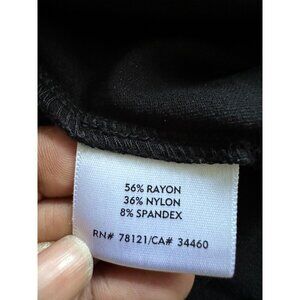 56% RAYON
36% NYLON
8% SPANDEX
RN# 78121/CA# 34460